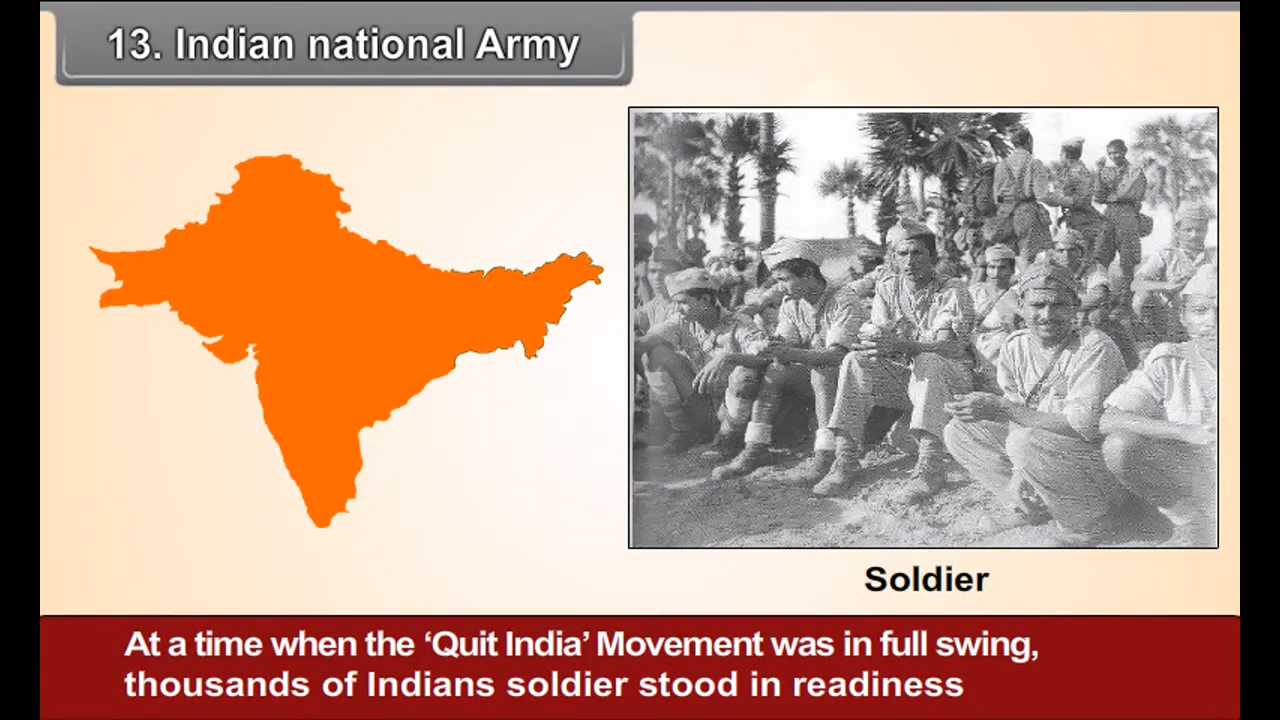 13. Indian national Army
Soldier
At a time when the ‘Quit India’ Movement was in full swing,
thousands of Indians soldier stood in readiness